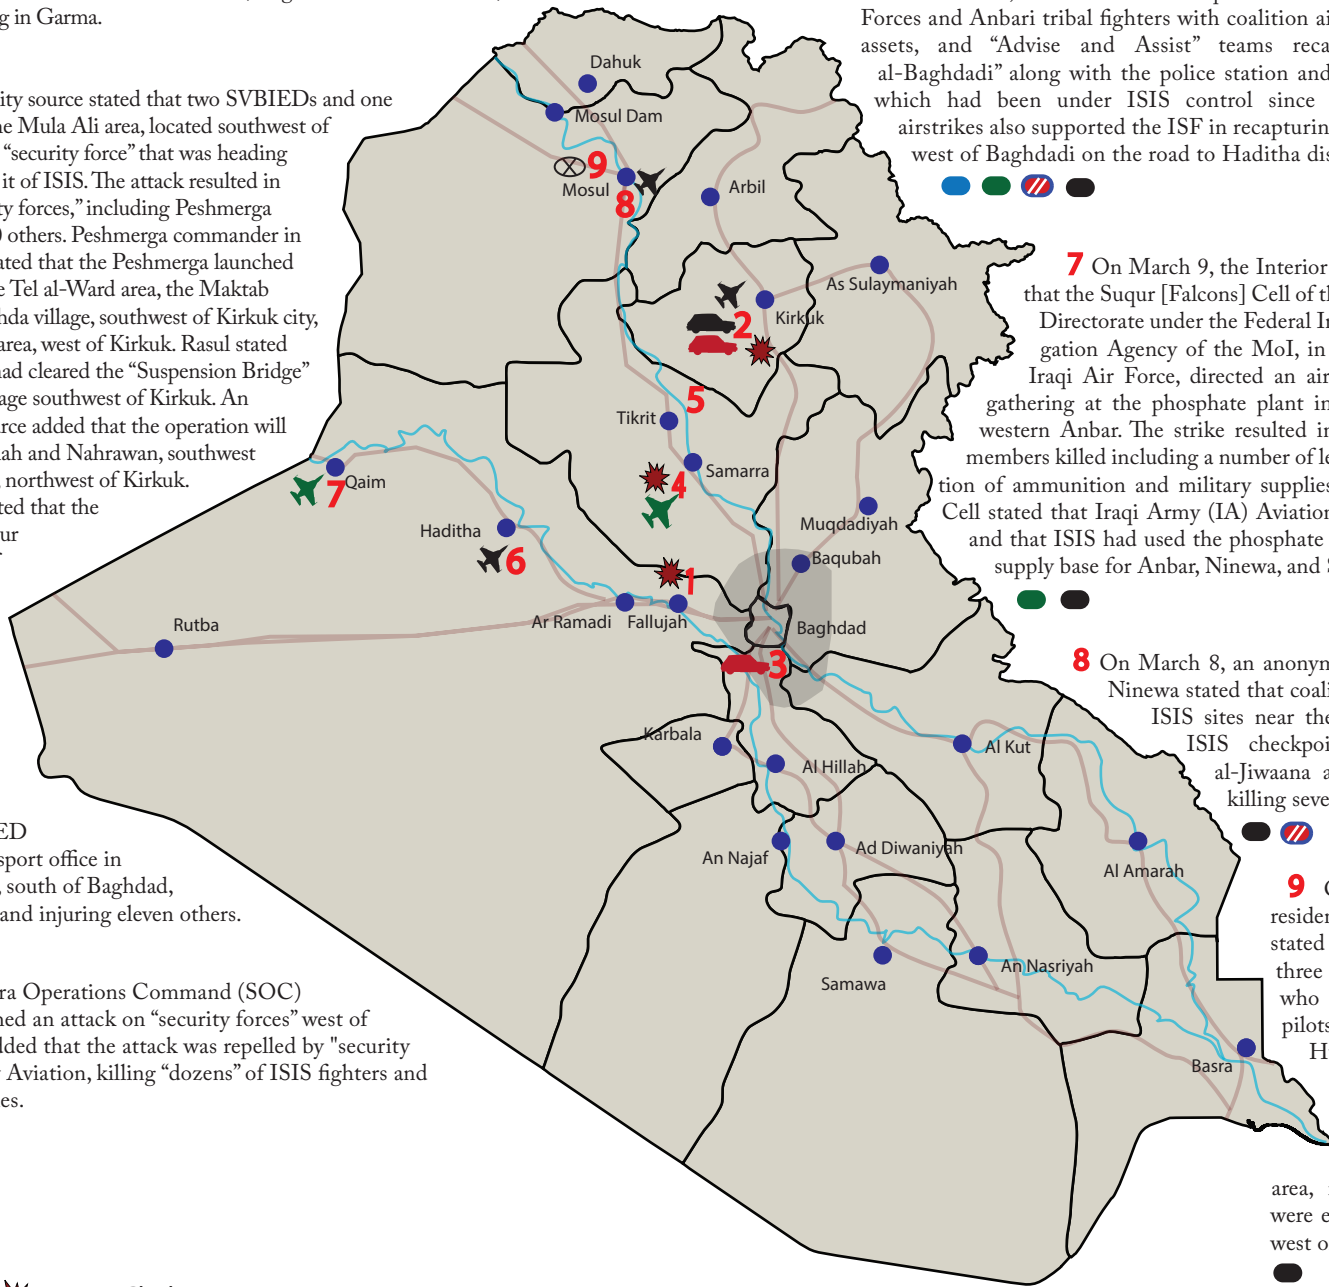 g in Garma.
ity source stated that two SVBIEDs and one
ne Mula Ali area, located southwest of
“security force” that was heading
it of ISIS. The attack resulted in
ty forces,” including Peshmerga
0 others. Peshmerga commander in
ated that the Peshmerga launched
e Tel al-Ward area, the Maktab
hda village, southwest of Kirkuk city,
area, west of Kirkuk. Rasul stated
had cleared the “Suspension Bridge”
age southwest of Kirkuk. An
rce added that the operation will
ah and Nahrawan, southwest
, northwest of Kirkuk.
ted that the
ur
ED
sport office in
, south of Baghdad,
and injuring eleven others.
ra Operations Command (SOC)
ned an attack on “security forces” west of
dded that the attack was repelled by "security
Aviation, killing “dozens” of ISIS fighters and
es.
Dahuk
Mosul Dam
9
Mosul
8
Arbil
As Sulaymaniyah
Kirkuk
2
5
Tikrit
Samarra
4
7
Qaim
Haditha
6
Muqdadiyah
Baqubah
1
Ar Ramadi
Fallujah
Baghdad
Rutba
3
Karbala
Al Hillah
Al Kut
An Najaf
Ad Diwaniyah
Al Amarah
Samawa
An Nasriyah
Basra
Forces and Anbari tribal fighters with coalition ai
assets, and “Advise and Assist” teams reca
al-Baghdadi” along with the police station and
which had been under ISIS control since
airstrikes also supported the ISF in recapturin
west of Baghdadi on the road to Haditha dis
7 On March 9, the Interior
that the Suqur [Falcons] Cell of th
Directorate under the Federal In
gation Agency of the MoI, in
Iraqi Air Force, directed an air
gathering at the phosphate plant in
western Anbar. The strike resulted in
members killed including a number of le
tion of ammunition and military supplies
Cell stated that Iraqi Army (IA) Aviation
and that ISIS had used the phosphate
supply base for Anbar, Ninewa, and S
8 On March 8, an anonym
Ninewa stated that coali
ISIS sites near the
ISIS checkpoi
al-Jiwaana a
killing seve
9
residen
stated
three
who
pilots
H
area,
were e
west o